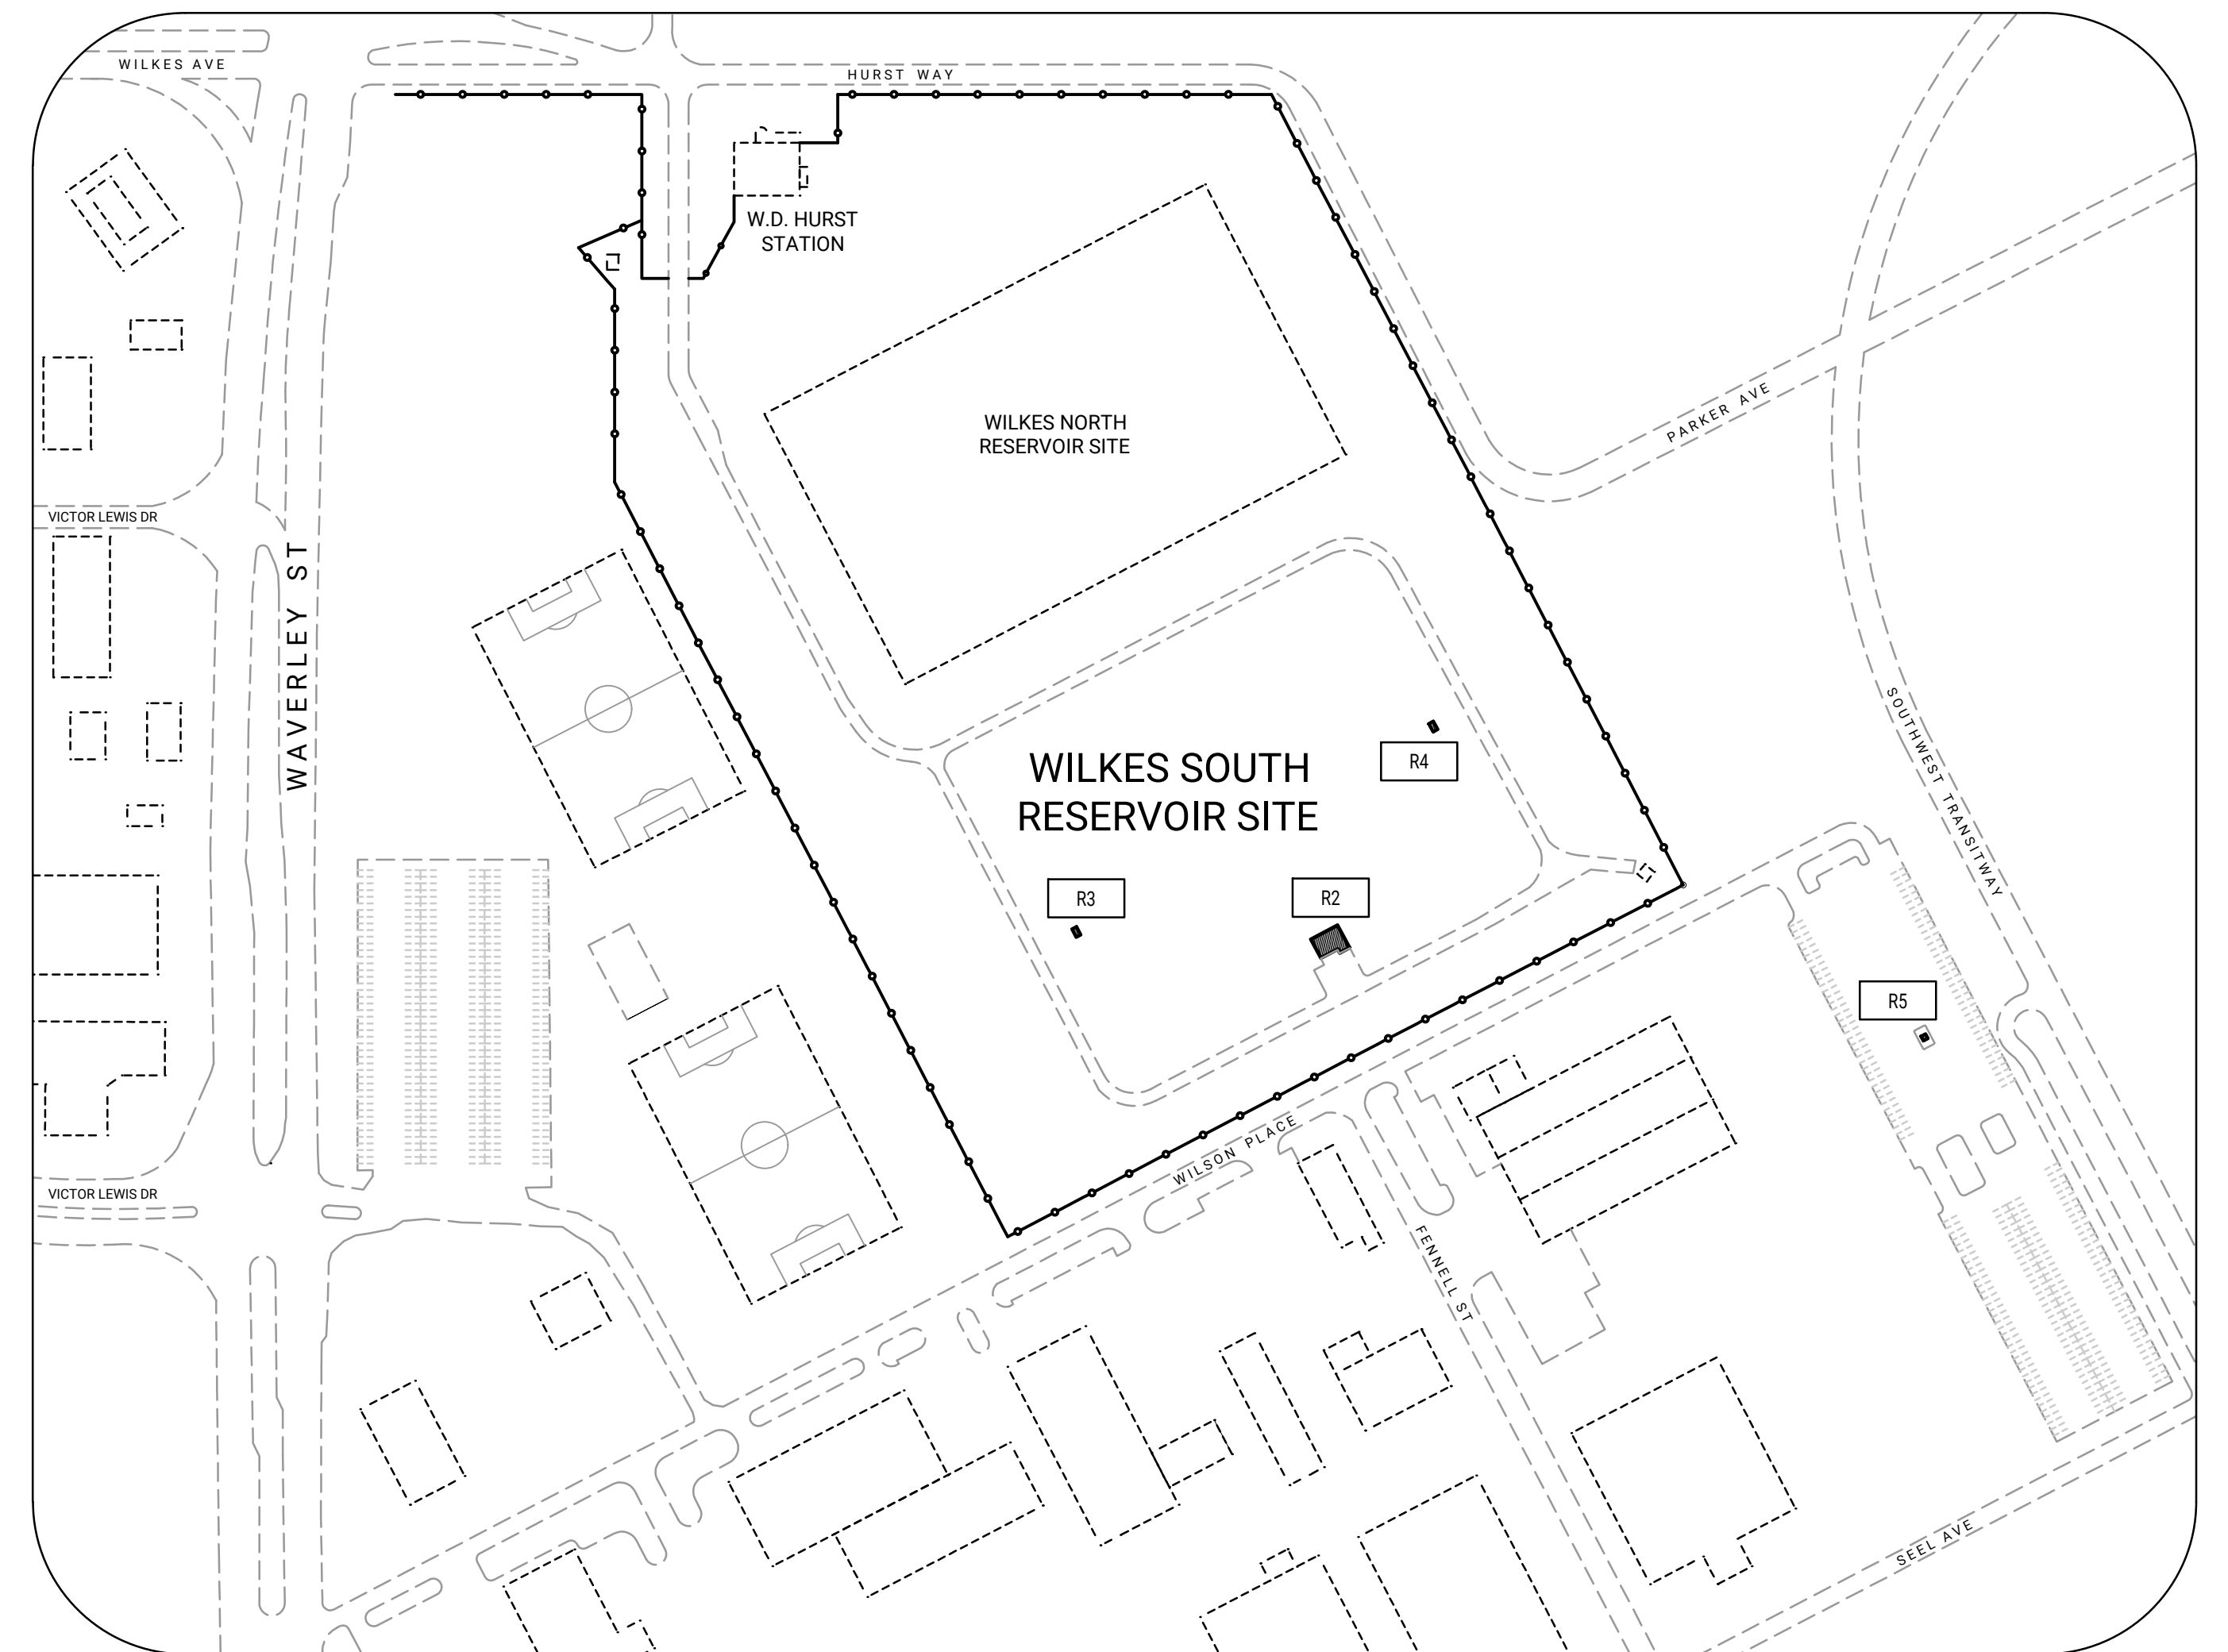 WILKES AVE
HURST WAY
W.D. HURST
STATION
WILKES NORTH
RESERVOIR SITE
PARKER AVE
VICTOR LEWIS DR
WAVERLEY ST
SOUTHWEST TRANSITWAY
WILKES SOUTH
RESERVOIR SITE
R4
R3
R2
R5
WILSON PLACE
VICTOR LEWIS DR
FENNELL ST
SEEL AVE